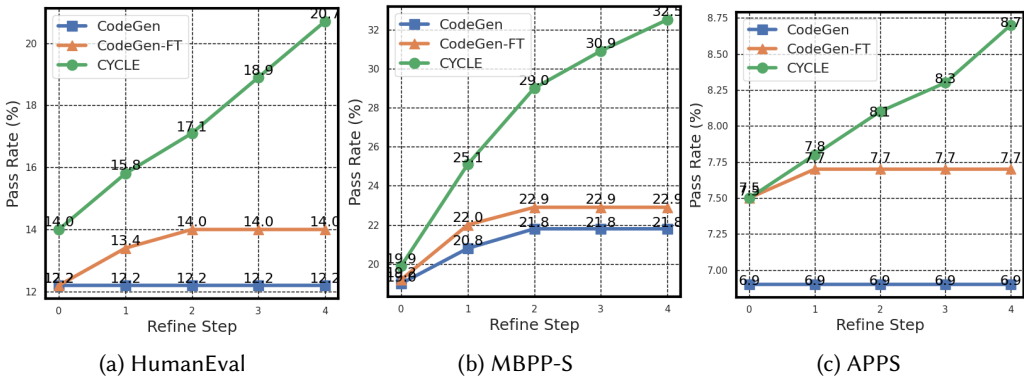 CodeGen
CodeGen-FT
CYCLE
Pass Rate (%)
20
18
16
14
12
20.7
18.9
17.1
15.8
14.0
13.4
14.0
14.0
14.0
12.2
12.2
12.2
12.2
12.2
0 1 2 3 4
Refine Step
(a) HumanEval
CodeGen
CodeGen-FT
CYCLE
Pass Rate (%)
32
30
28
26
24
22
20
32.5
30.9
29.0
25.1
19.9
22.0
22.9
22.9
22.9
20.8
21.8
21.8
21.8
0 1 2 3 4
Refine Step
(b) MBPP-S
CodeGen
CodeGen-FT
CYCLE
Pass Rate (%)
8.75
8.50
8.25
8.00
7.75
7.50
7.25
7.00
8.7
8.3
8.1
7.8
7.5
7.7
7.7
7.7
7.7
6.9
6.9
6.9
6.9
6.9
0 1 2 3 4
Refine Step
(c) APPS